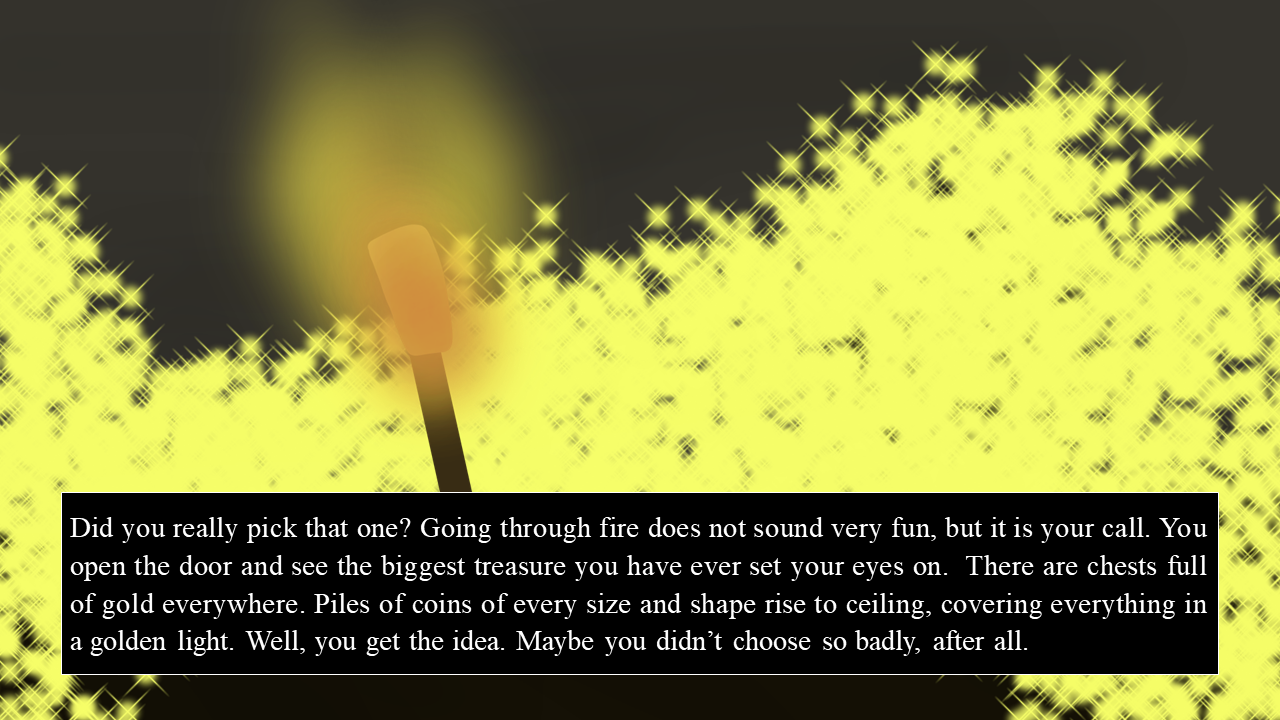 Did you really pick that one? Going through fire does not sound very fun, but it is your call. You
open the door and see the biggest treasure you have ever set your eyes on.  There are chests full
of gold everywhere. Piles of coins of every size and shape rise to ceiling, covering everything in
a golden light. Well, you get the idea. Maybe you didn’t choose so badly, after all.